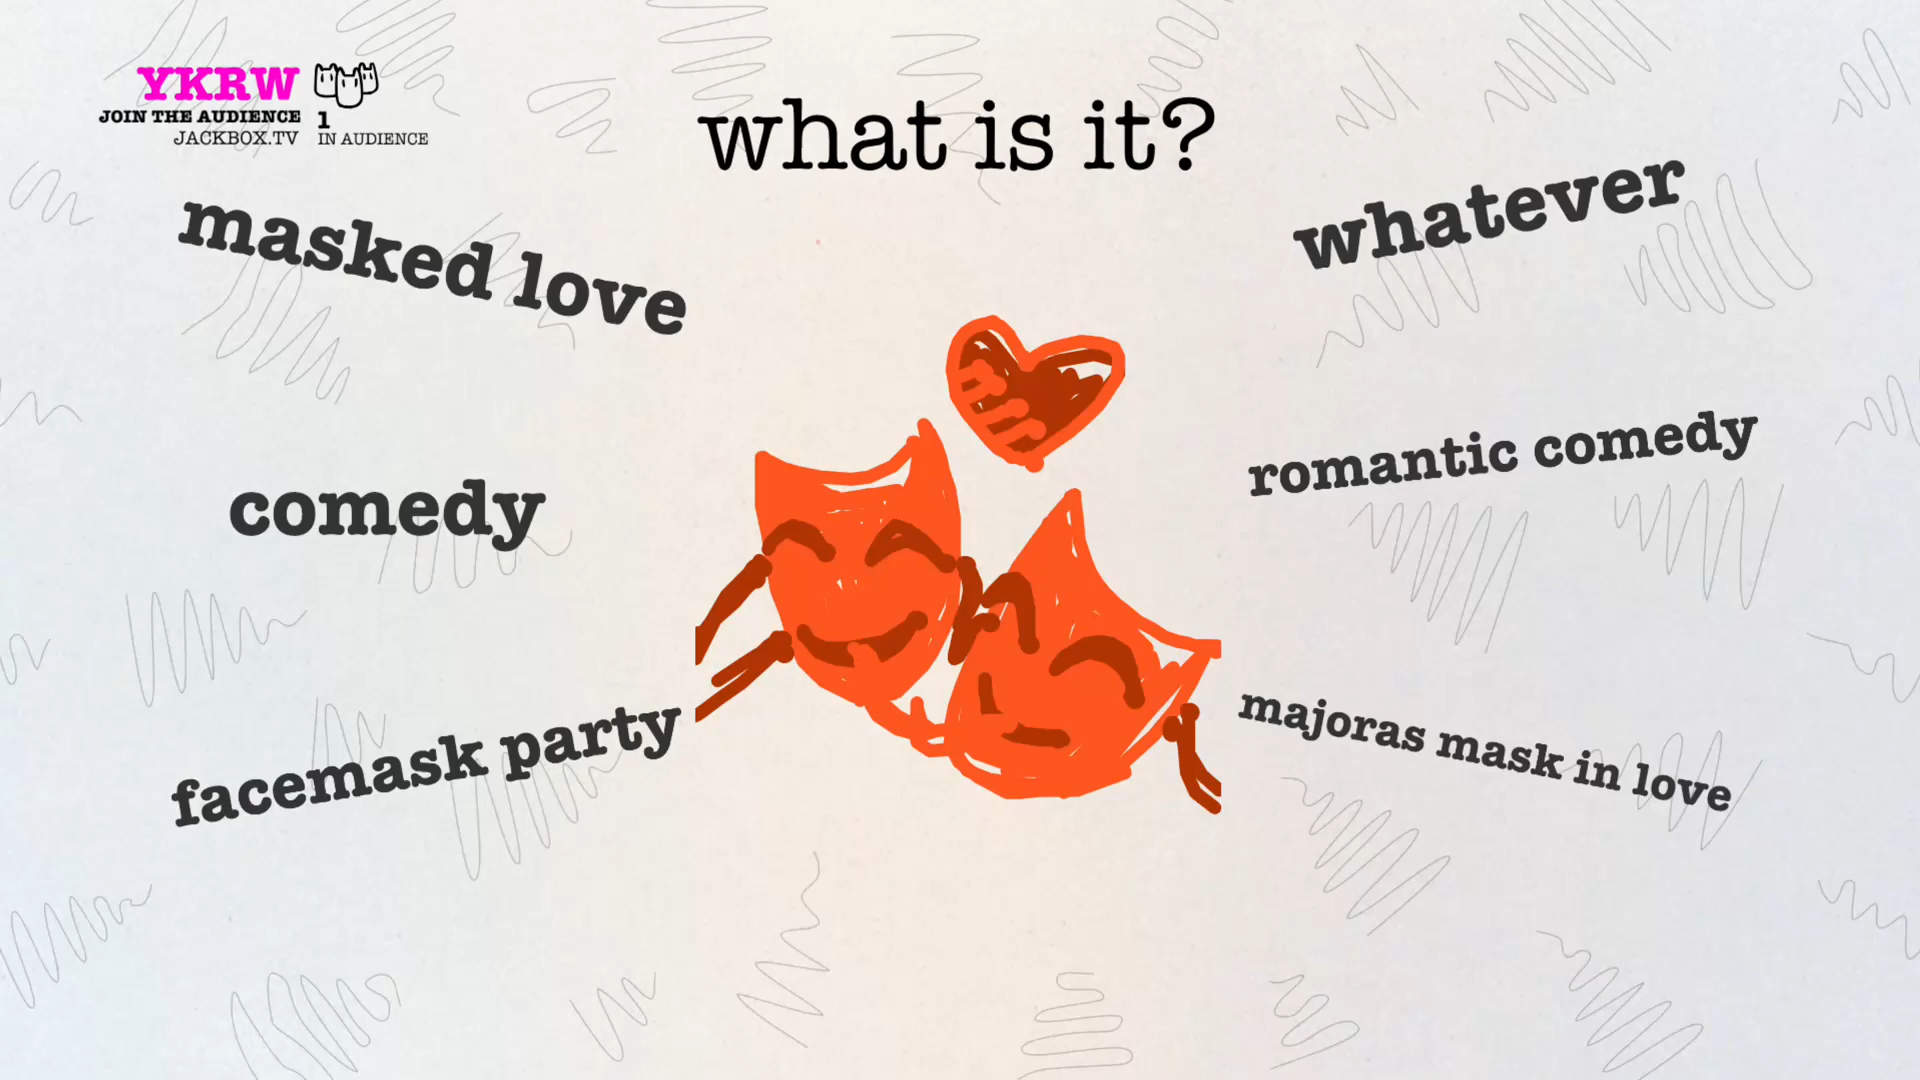 YKRW
JOIN THE AUDIENCE
JACKBOX.TV
1
IN AUDIENCE
what is it?
masked love
whatever
comedy
romantic comedy
facemask party
majoras mask in love